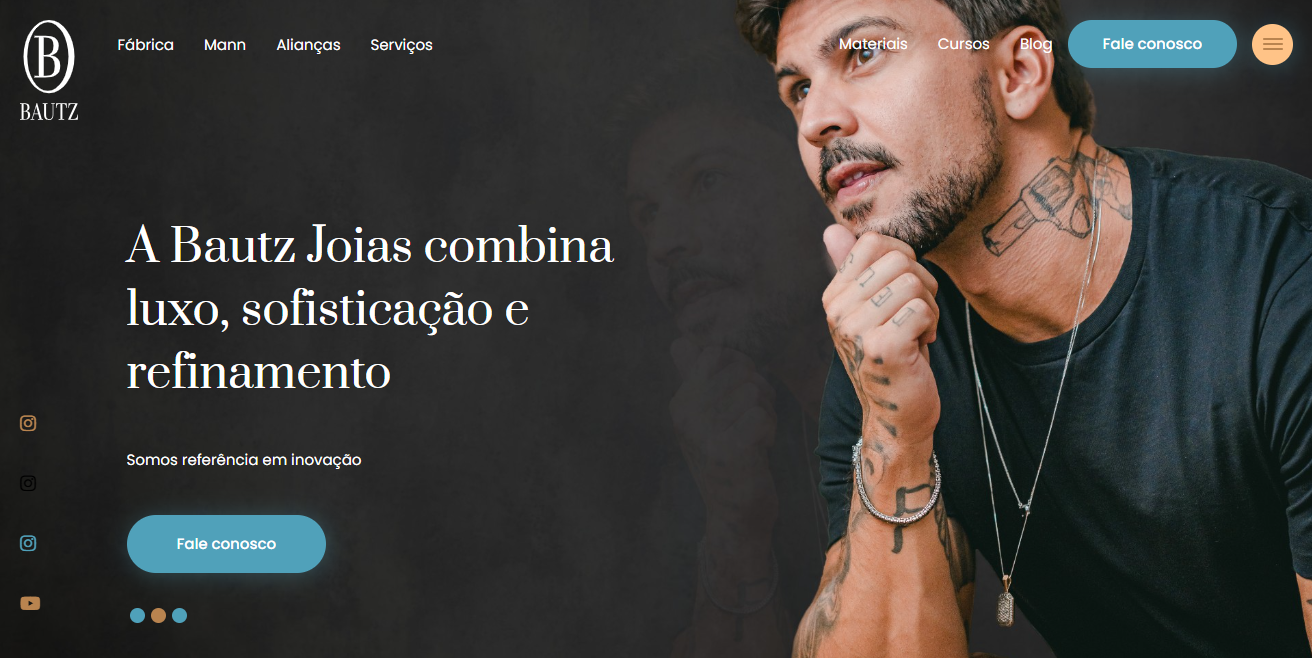 B
BAUTZ
Fábrica
Mann
Alianças
Serviços
Materiais
Cursos
Blog
Fale conosco
A Bautz Joias combina
luxo, sofisticação e
refinamento
Somos referência em inovação
Fale conosco